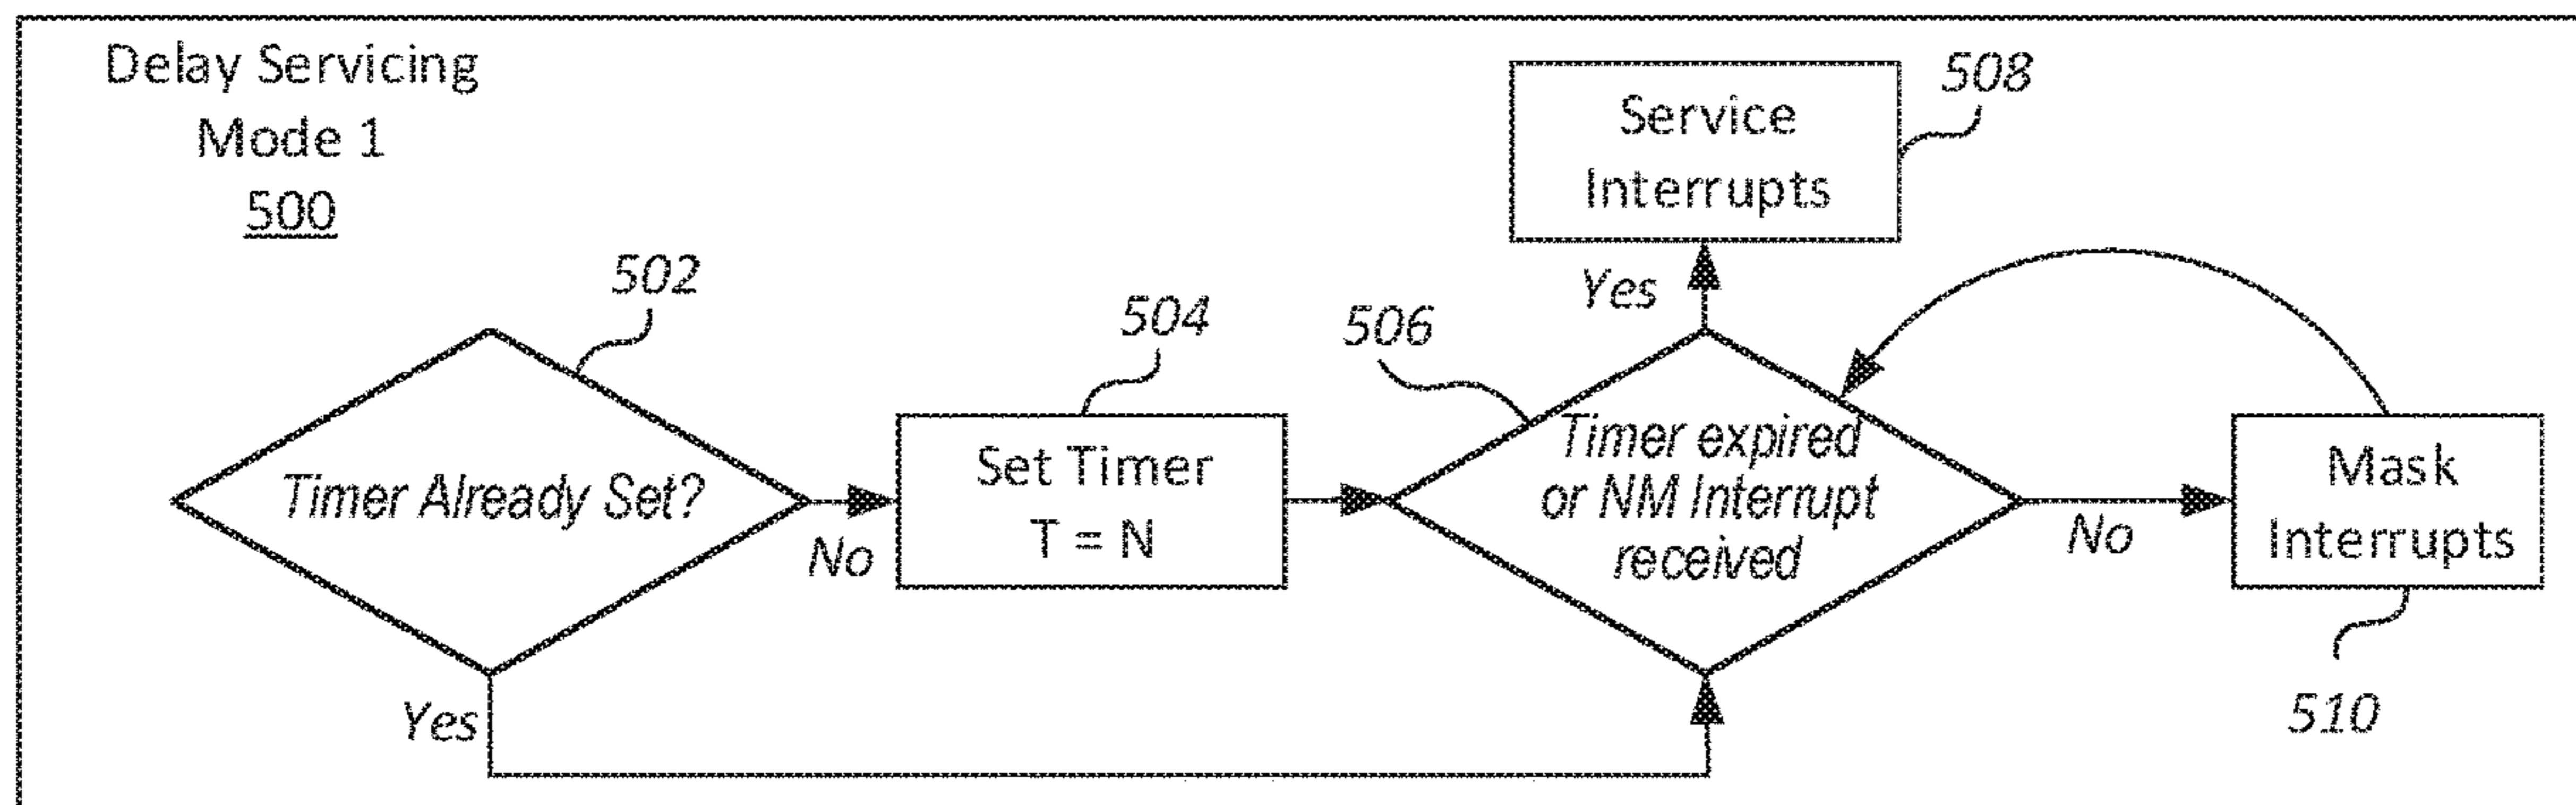 Delay Servicing
Mode 1
500
502
Timer Already Set?
Yes
No
504
Set Timer
T = N
506
Timer expired
or NM Interrupt
received
Yes
508
Service
Interrupts
No
Mask
Interrupts
510